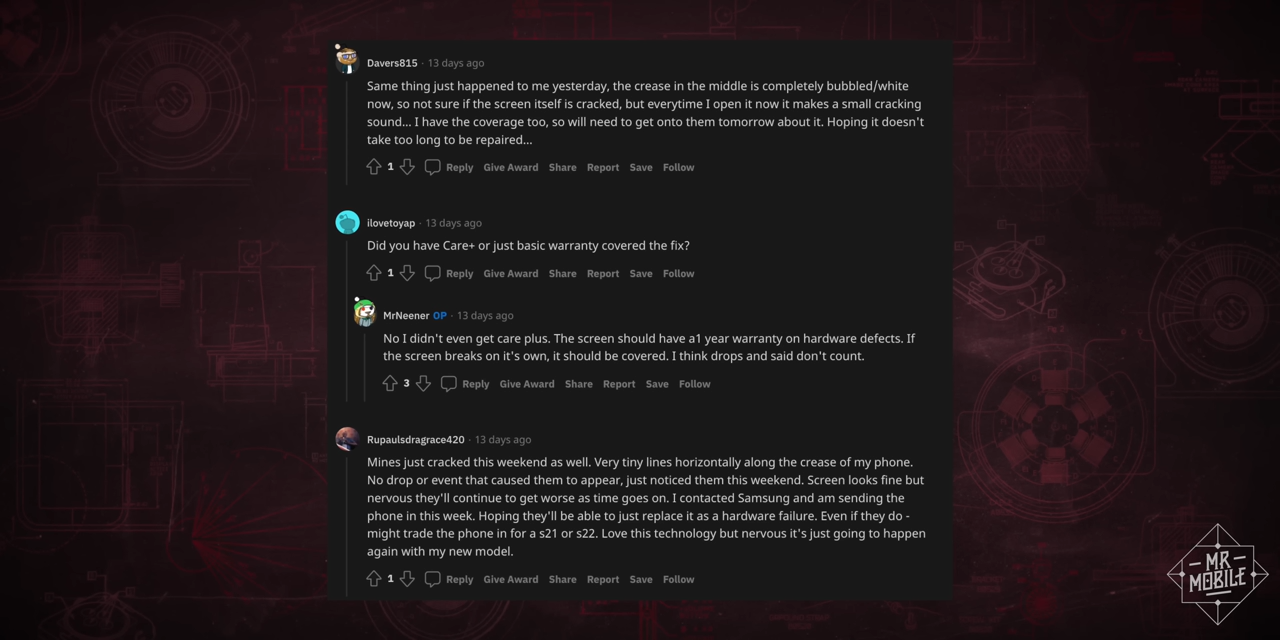 Davers815 · 13 days ago
Same thing just happened to me yesterday, the crease in the middle is completely bubbled/white
now, so not sure if the screen itself is cracked, but everytime I open it now it makes a small cracking
sound... I have the coverage too, so will need to get onto them tomorrow about it. Hoping it doesn't
take too long to be repaired...
1 Reply Give Award Share Report Save Follow
ilovetoyap · 13 days ago
Did you have Care+ or just basic warranty covered the fix?
1 Reply Give Award Share Report Save Follow
MrNeener OP · 13 days ago
No I didn't even get care plus. The screen should have a1 year warranty on hardware defects. If
the screen breaks on it's own, it should be covered. I think drops and said don't count.
3 Reply Give Award Share Report Save Follow
Rupaulsdragrace420 · 13 days ago
Mines just cracked this weekend as well. Very tiny lines horizontally along the crease of my phone.
No drop or event that caused them to appear, just noticed them this weekend. Screen looks fine but
nervous they'll continue to get worse as time goes on. I contacted Samsung and am sending the
phone in this week. Hoping they'll be able to just replace it as a hardware failure. Even if they do -
might trade the phone in for a s21 or s22. Love this technology but nervous it's just going to happen
again with my new model.
1 Reply Give Award Share Report Save Follow
MR
MOBILE